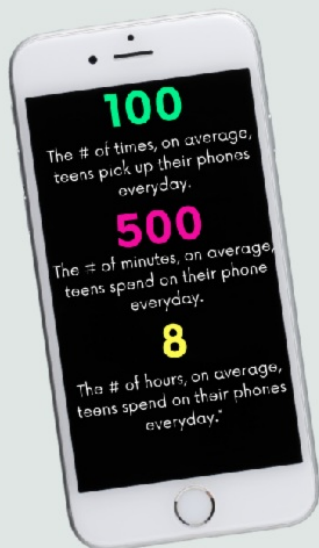 100
The # of times, on average,
teens pick up their phones
everyday.
500
The # of minutes, on average,
teens spend on their phone
everyday.
8
The # of hours, on average,
teens spend on their phones
everyday.*